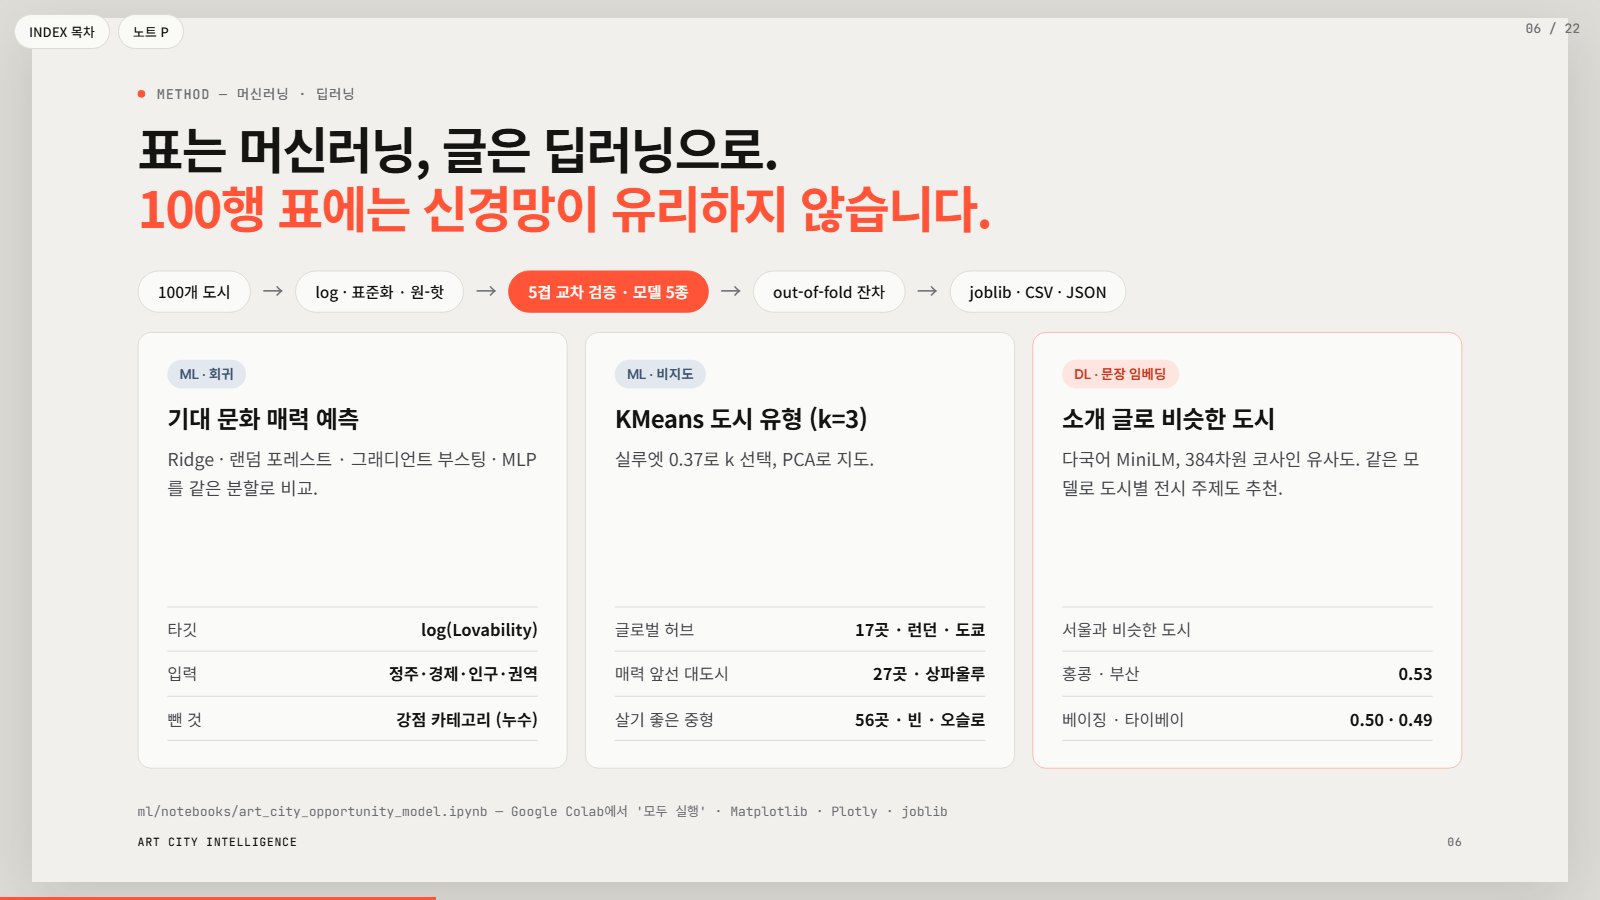 INDEX 목차
노트 P
06 / 22
METHOD — 머신러닝 · 딥러닝
표는 머신러닝, 글은 딥러닝으로.
100행 표에는 신경망이 유리하지 않습니다.
100개 도시 → log · 표준화 · 원-핫 → 5겹 교차 검증 · 모델 5종 → out-of-fold 잔차 → joblib · CSV · JSON
ML · 회귀
기대 문화 매력 예측
Ridge · 랜덤 포레스트 · 그래디언트 부스팅 · MLP
를 같은 분할로 비교.
타깃 log(Lovability)
입력 정주·경제·인구·권역
뺀 것 강점 카테고리 (누수)
ML · 비지도
KMeans 도시 유형 (k=3)
실루엣 0.37로 k 선택, PCA로 지도.
글로벌 허브 17곳 · 런던 · 도쿄
매력 앞선 대도시 27곳 · 상파울루
살기 좋은 중형 56곳 · 빈 · 오슬로
DL · 문장 임베딩
소개 글로 비슷한 도시
다국어 MiniLM, 384차원 코사인 유사도. 같은 모
델로 도시별 전시 주제도 추천.
서울과 비슷한 도시
홍콩 · 부산 0.53
베이징 · 타이베이 0.50 · 0.49
ml/notebooks/art_city_opportunity_model.ipynb — Google Colab에서 '모두 실행' · Matplotlib · Plotly · joblib
ART CITY INTELLIGENCE
06